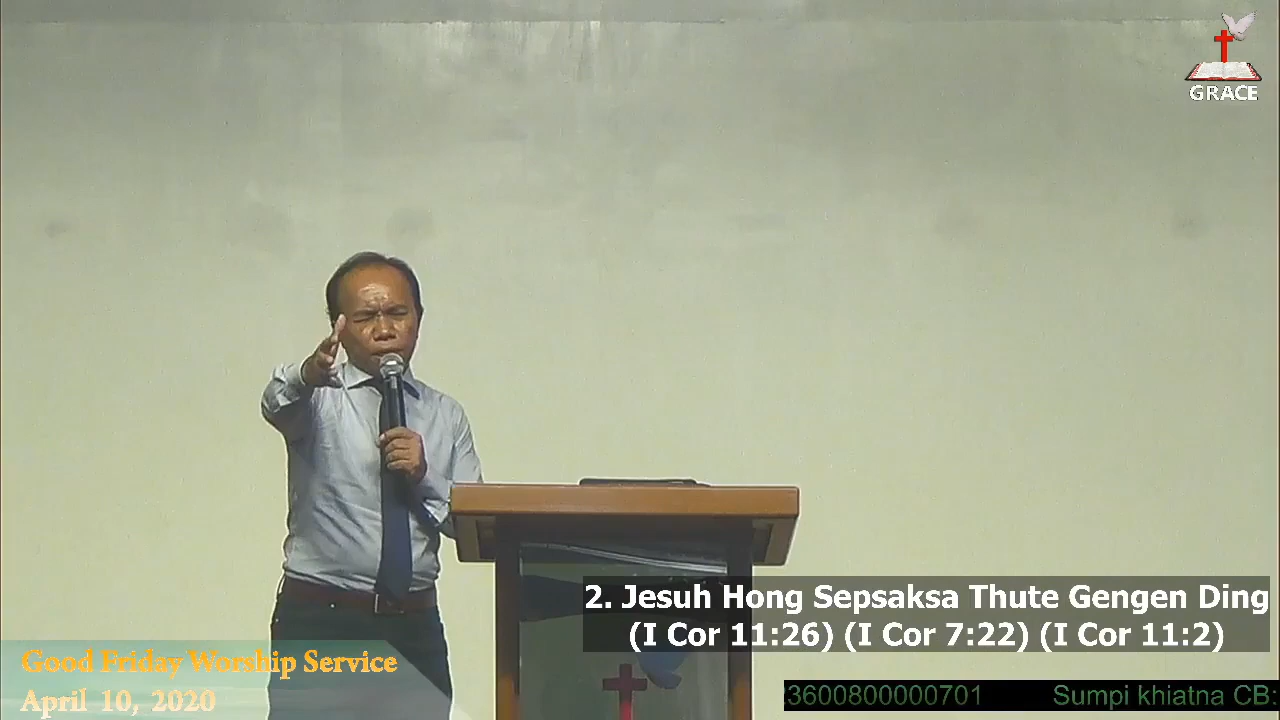 GRACE
2. Jesuh Hong Sepsaksa Thute Gengen Ding
(I Cor 11:26) (I Cor 7:22) (I Cor 11:2)
Good Friday Worship Service
April 10, 2020
3600800000701 Sumpi khiatna CB: